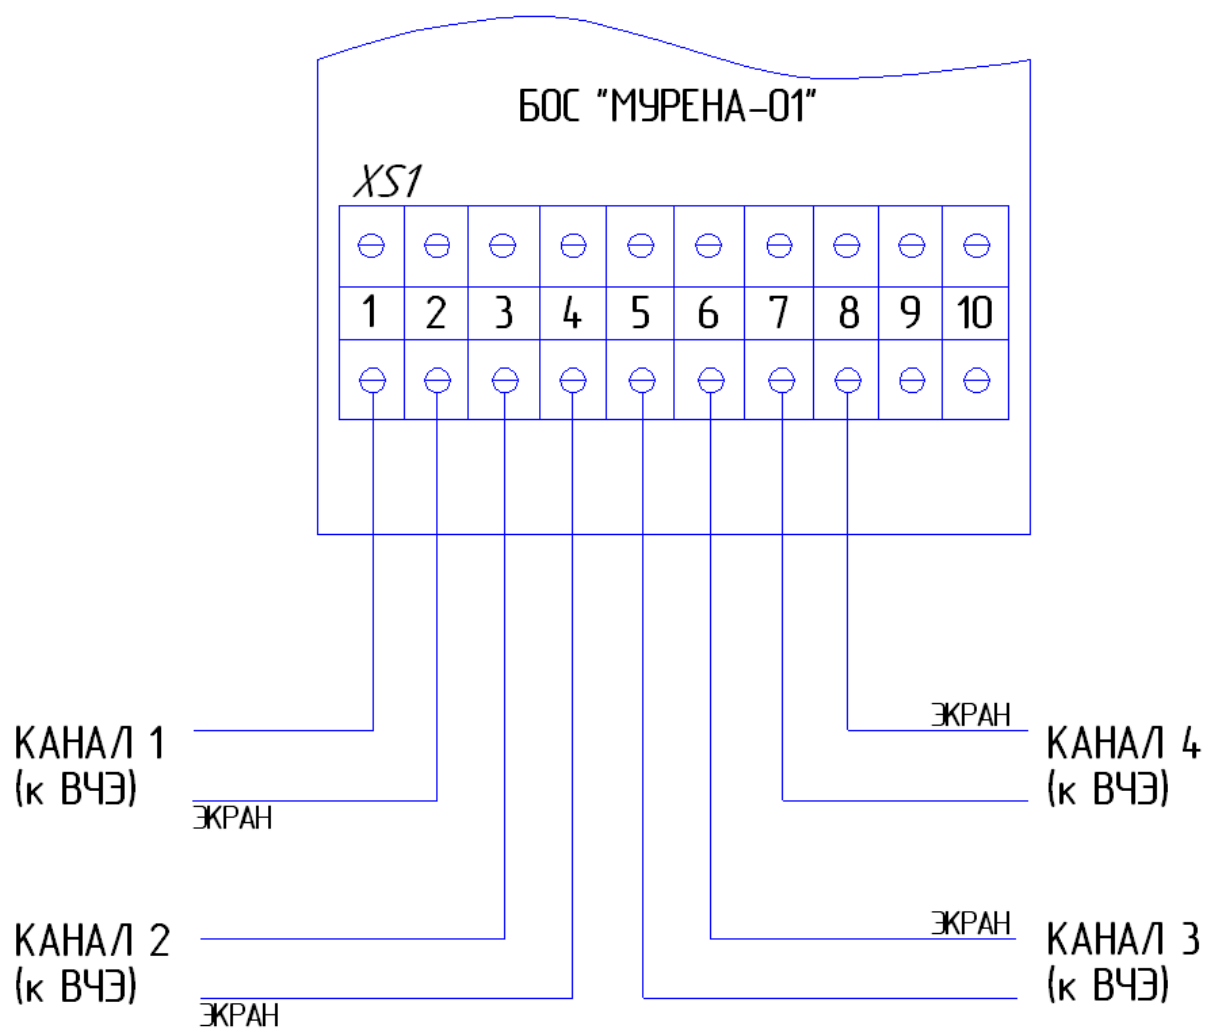 БОС "МУРЕНА-01"
XS1
1 2 3 4 5 6 7 8 9 10
КАНАЛ 1
(к ВЧЭ)
ЭКРАН
КАНАЛ 2
(к ВЧЭ)
ЭКРАН
ЭКРАН
КАНАЛ 4
(к ВЧЭ)
ЭКРАН
КАНАЛ 3
(к ВЧЭ)